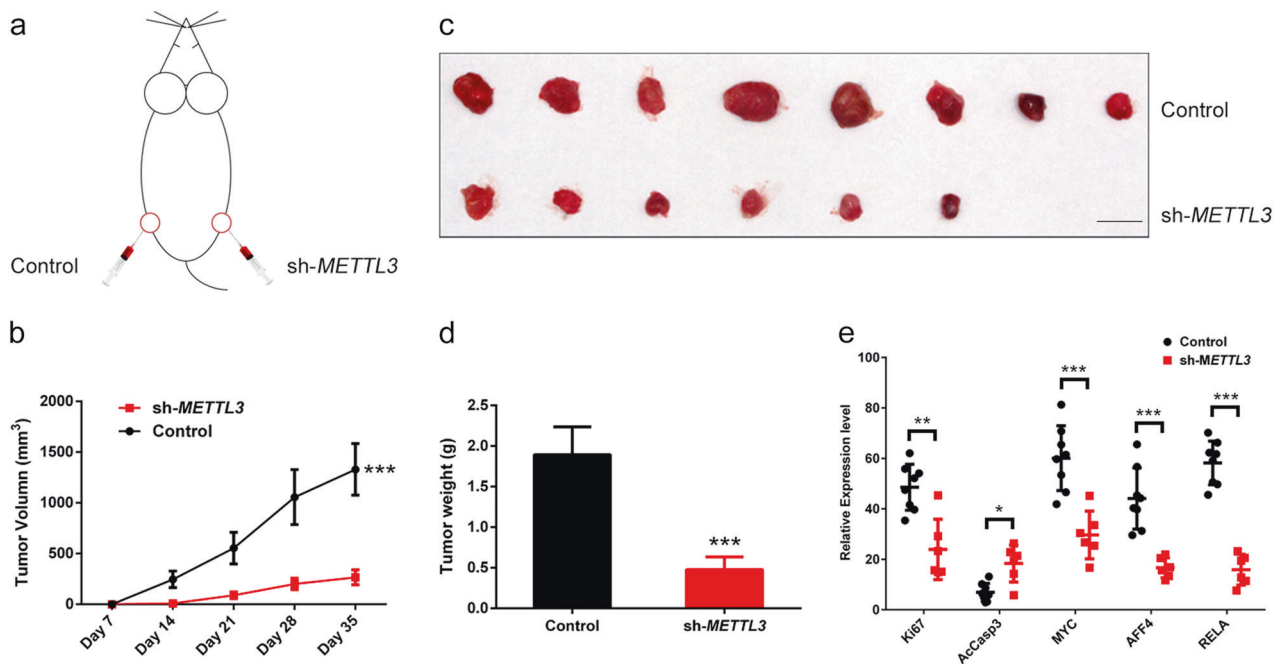 a
Control
sh-METTL3
c
Control
sh-METTL3
b
Tumor Volumn (mm3)
2000
1500
1000
500
0
sh-METTL3
Control
***
Day 7
Day 14
Day 21
Day 28
Day 35
d
Tumor weight (g)
2.5
2.0
1.5
1.0
0.5
0.0
***
Control
sh-METTL3
e
Control
sh-METTL3
Relative Expression level
100
80
60
40
20
0
**
*
***
***
***
Ki67
AcCasp3
MYC
AFF4
RELA